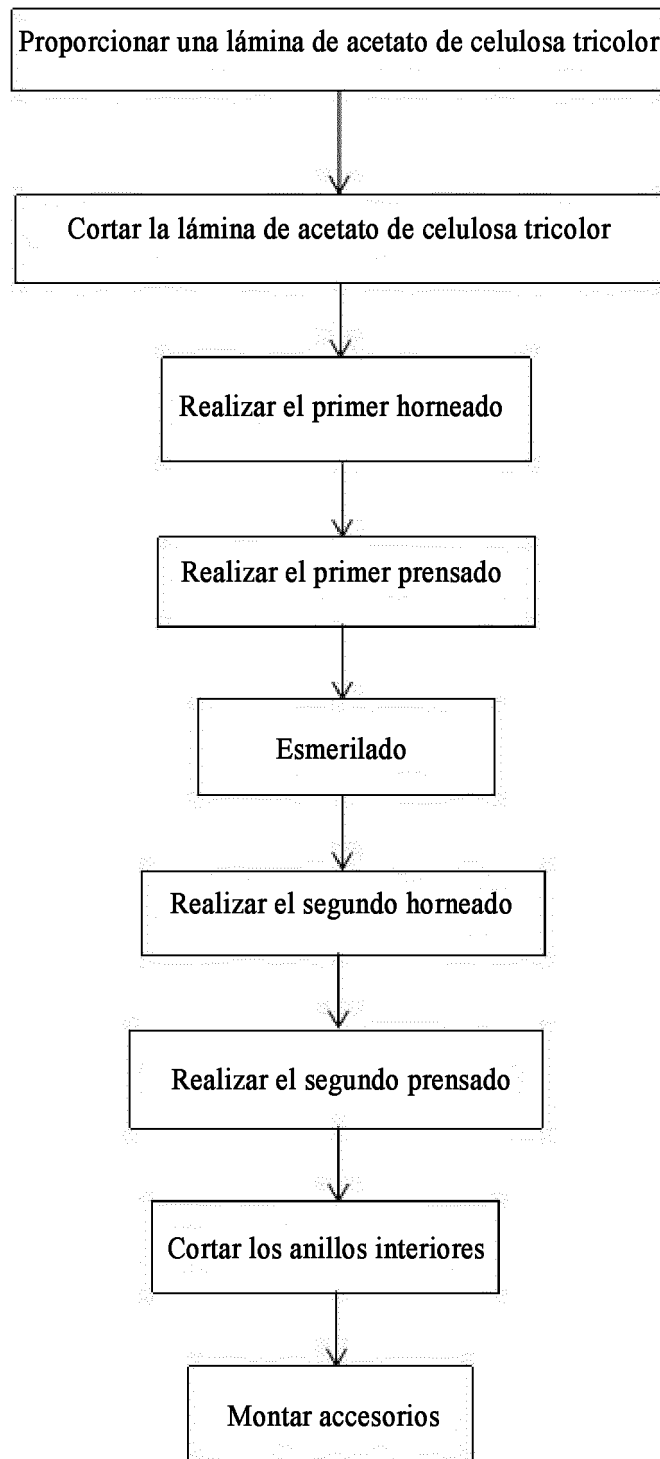 Proporcionar una lámina de acetato de celulosa tricolor
Cortar la lámina de acetato de celulosa tricolor
Realizar el primer horneado
Realizar el primer prensado
Esmerilado
Realizar el segundo horneado
Realizar el segundo prensado
Cortar los anillos interiores
Montar accesorios